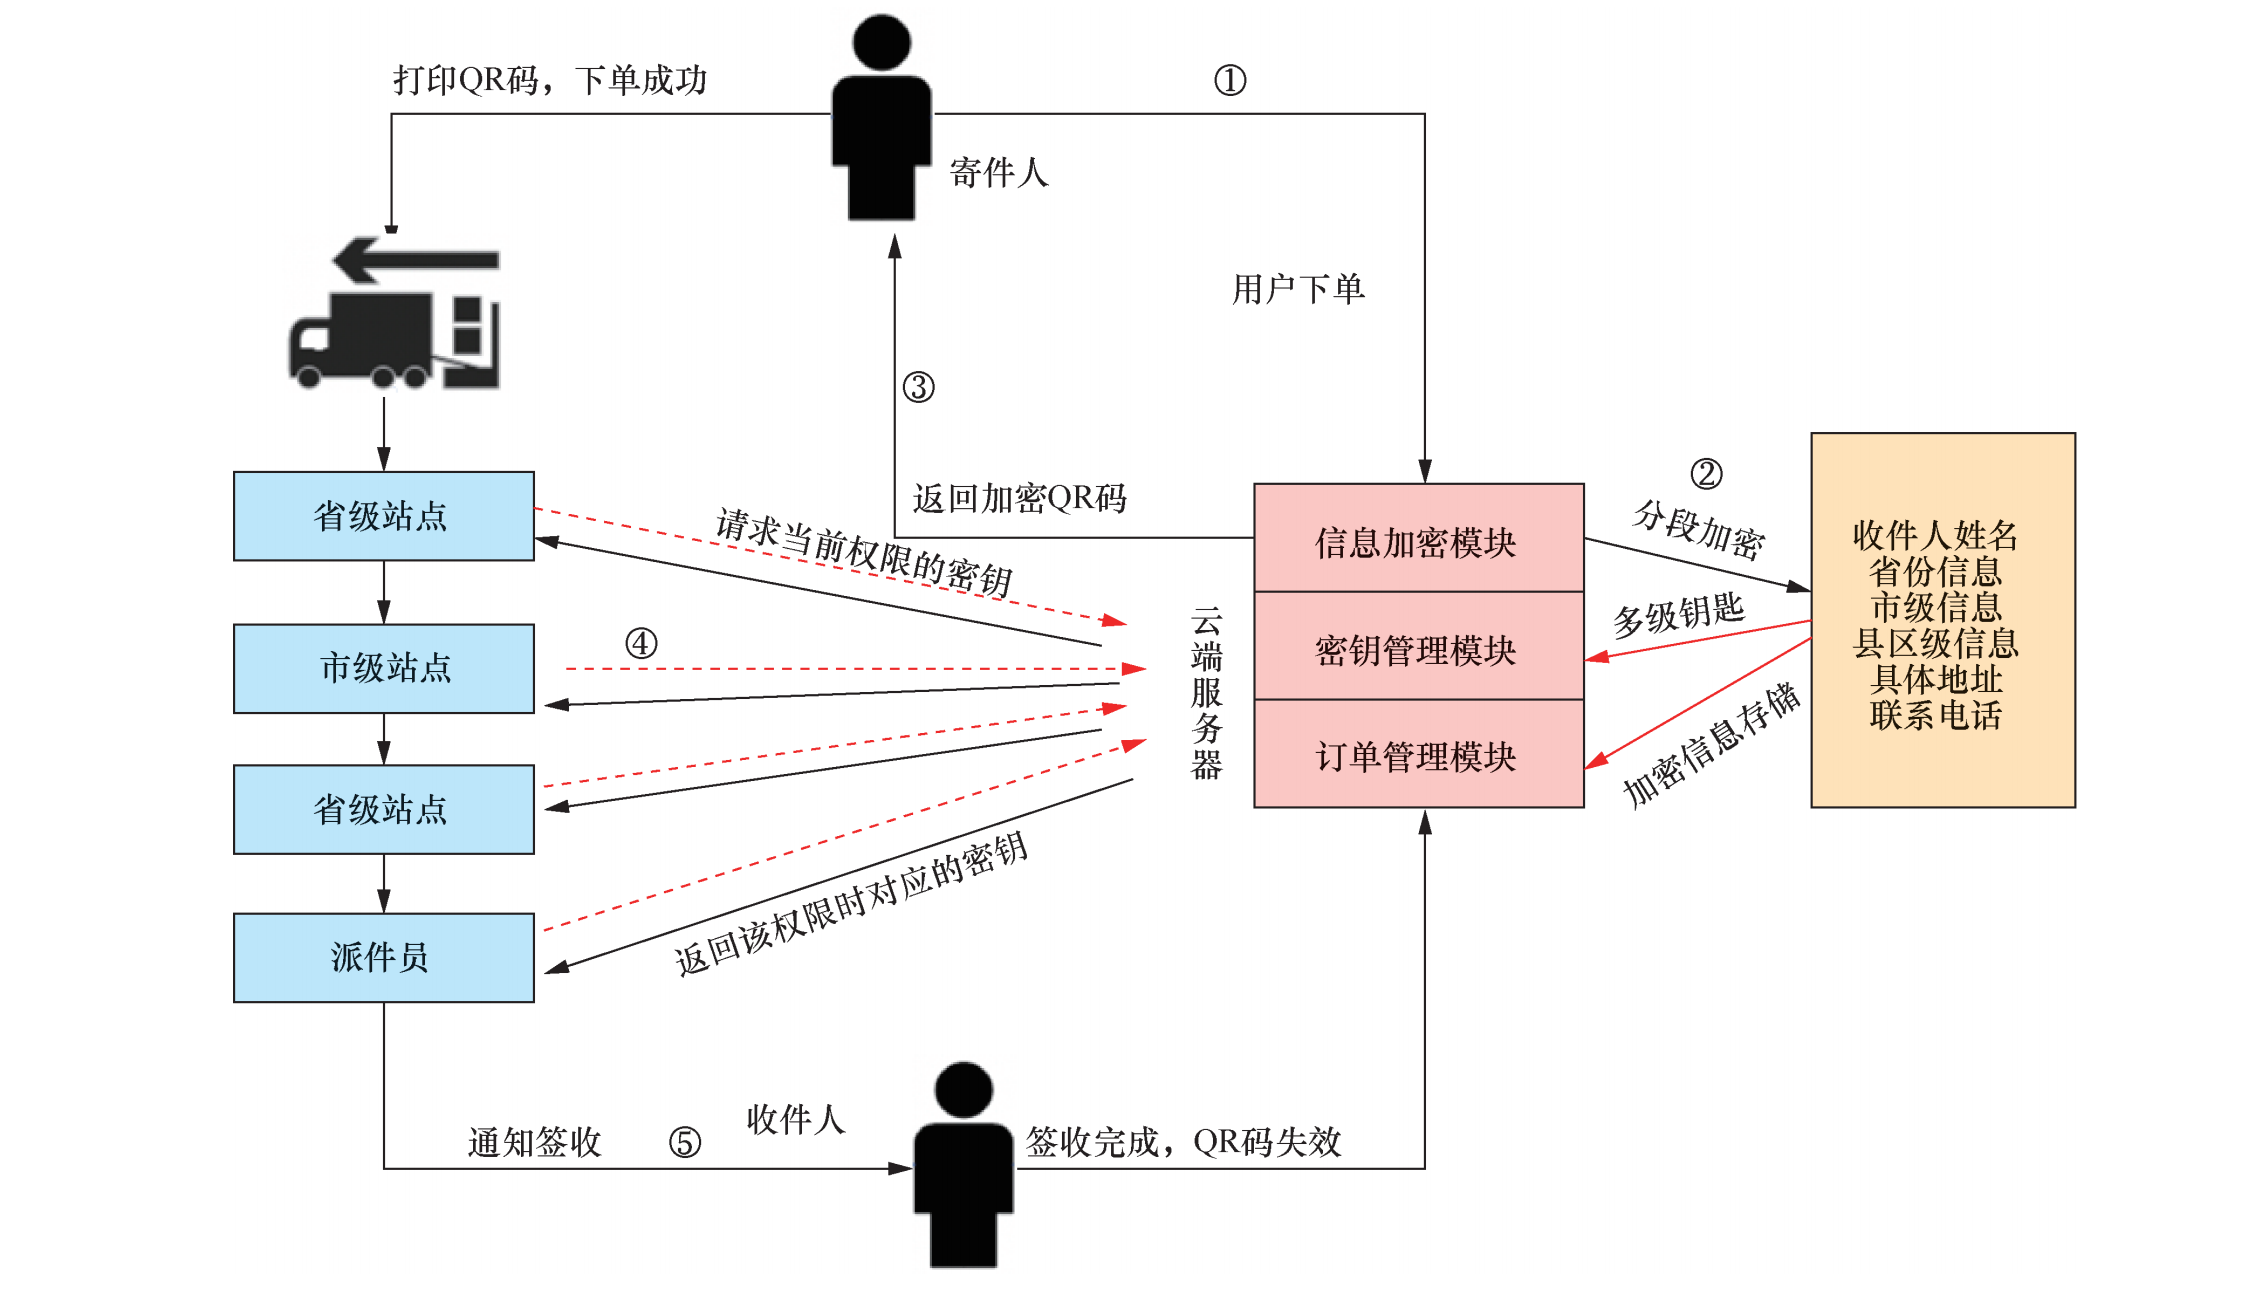 打印QR码，下单成功
①
寄件人
用户下单
③
返回加密QR码
②
分段加密
省级站点
请求当前权限的密钥
信息加密模块
收件人姓名
省份信息
市级信息
县区级信息
具体地址
联系电话
多级钥匙
云端服务器
密钥管理模块
市级站点
④
订单管理模块
加密信息存储
省级站点
返回该权限时对应的密钥
派件员
收件人
通知签收
⑤
签收完成，QR码失效